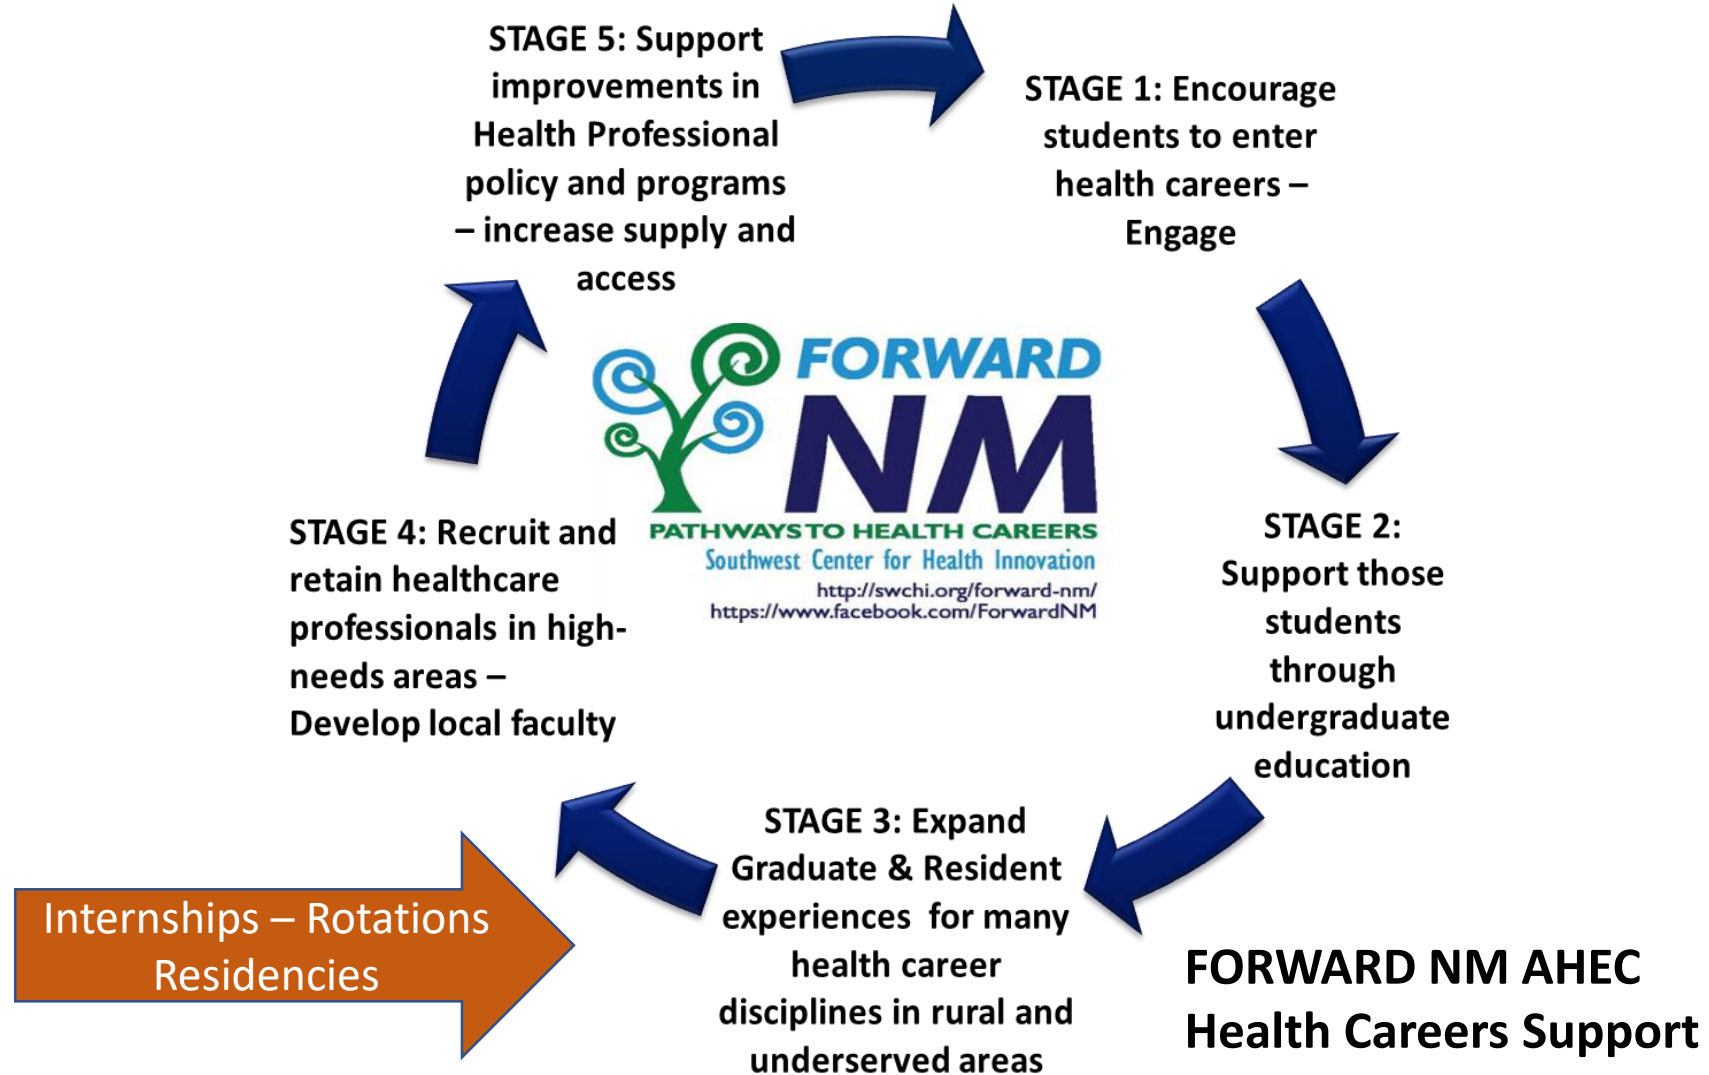 STAGE 5: Support
improvements in
Health Professional
policy and programs
– increase supply and
access
STAGE 1: Encourage
students to enter
health careers –
Engage
FORWARD
NM
PATHWAYS TO HEALTH CAREERS
Southwest Center for Health Innovation
http://swchi.org/forward-nm/
https://www.facebook.com/ForwardNM
STAGE 2:
Support those
students
through
undergraduate
education
STAGE 4: Recruit and
retain healthcare
professionals in high-
needs areas –
Develop local faculty
STAGE 3: Expand
Graduate & Resident
experiences for many
health career
disciplines in rural and
underserved areas
Internships – Rotations
Residencies
FORWARD NM AHEC
Health Careers Support